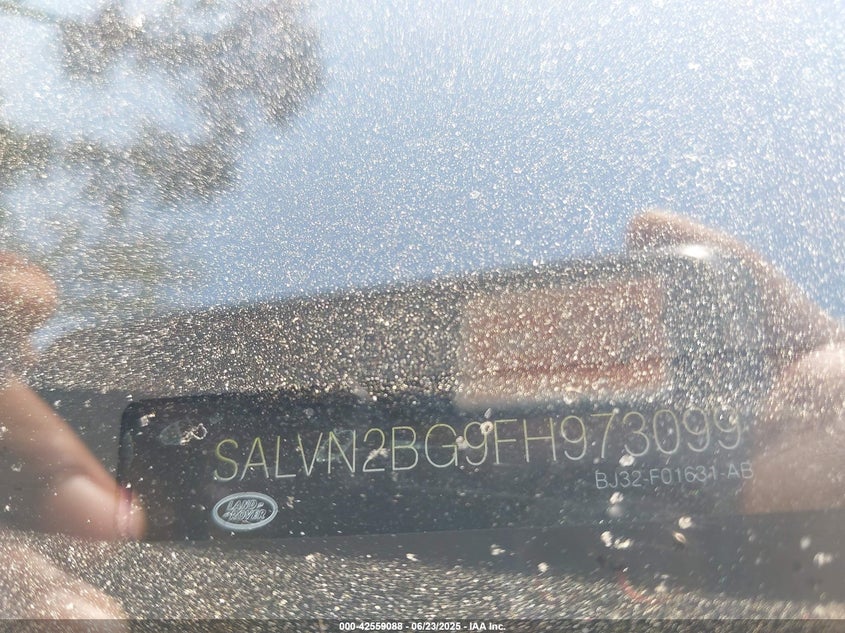 SALVN2BG9FH973099
BJ32-F01631-AB
LAND
ROVER
000-42559088 - 06/23/2025 - IAA Inc.